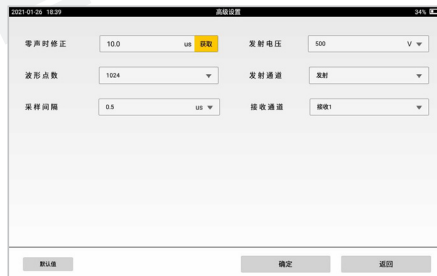 2021-01-26 18:39 高级设置 34%
零声时修正 10.0 us 获取 发射电压 500 V
波形点数 1024 发射通道 发射
采样间隔 0.5 us 接收通道 接收1
默认值 确定 返回